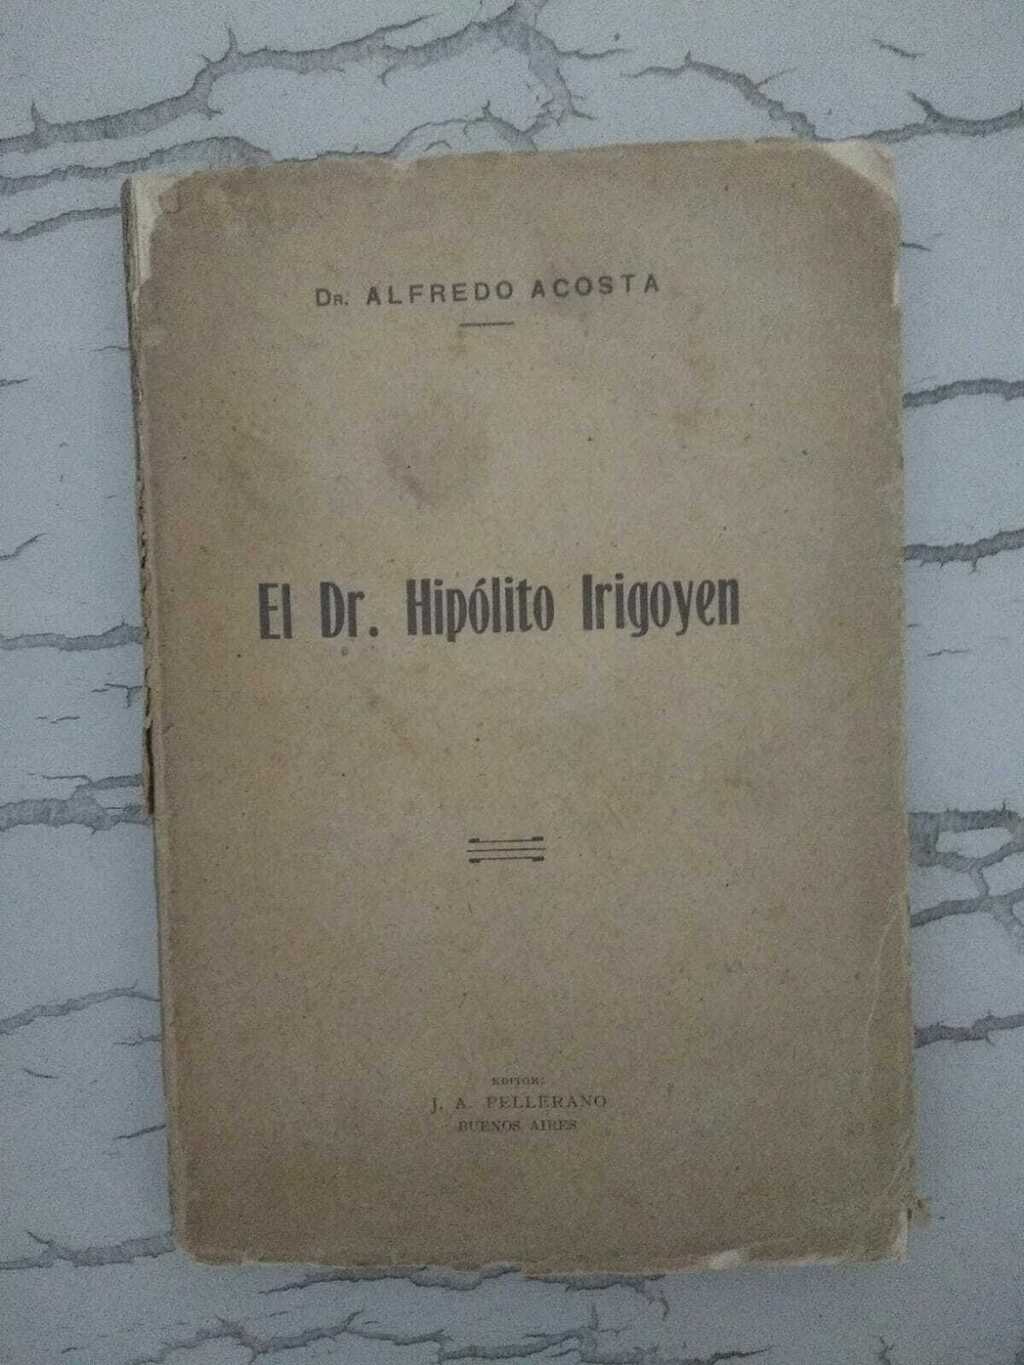 Dr. ALFREDO ACOSTA
El Dr. Hipólito Irigoyen
EDITOR:
J. A. PELLERANO
BUENOS AIRES